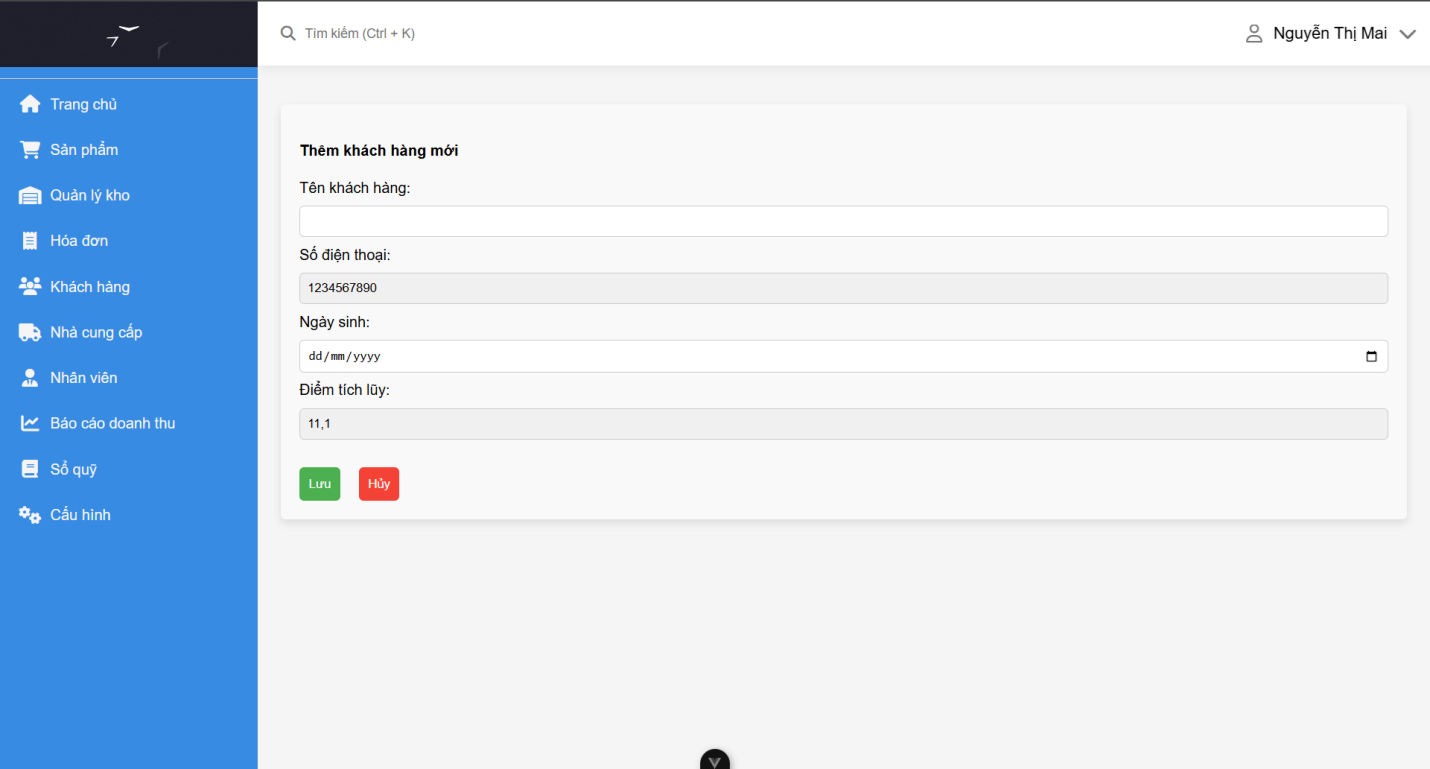 Tìm kiếm (Ctrl + K)
Nguyễn Thị Mai
Trang chủ
Sản phẩm
Quản lý kho
Hóa đơn
Khách hàng
Nhà cung cấp
Nhân viên
Báo cáo doanh thu
Sổ quỹ
Cấu hình
Thêm khách hàng mới
Tên khách hàng:
Số điện thoại:
1234567890
Ngày sinh:
dd/mm/yyyy
Điểm tích lũy:
11,1
Lưu
Hủy